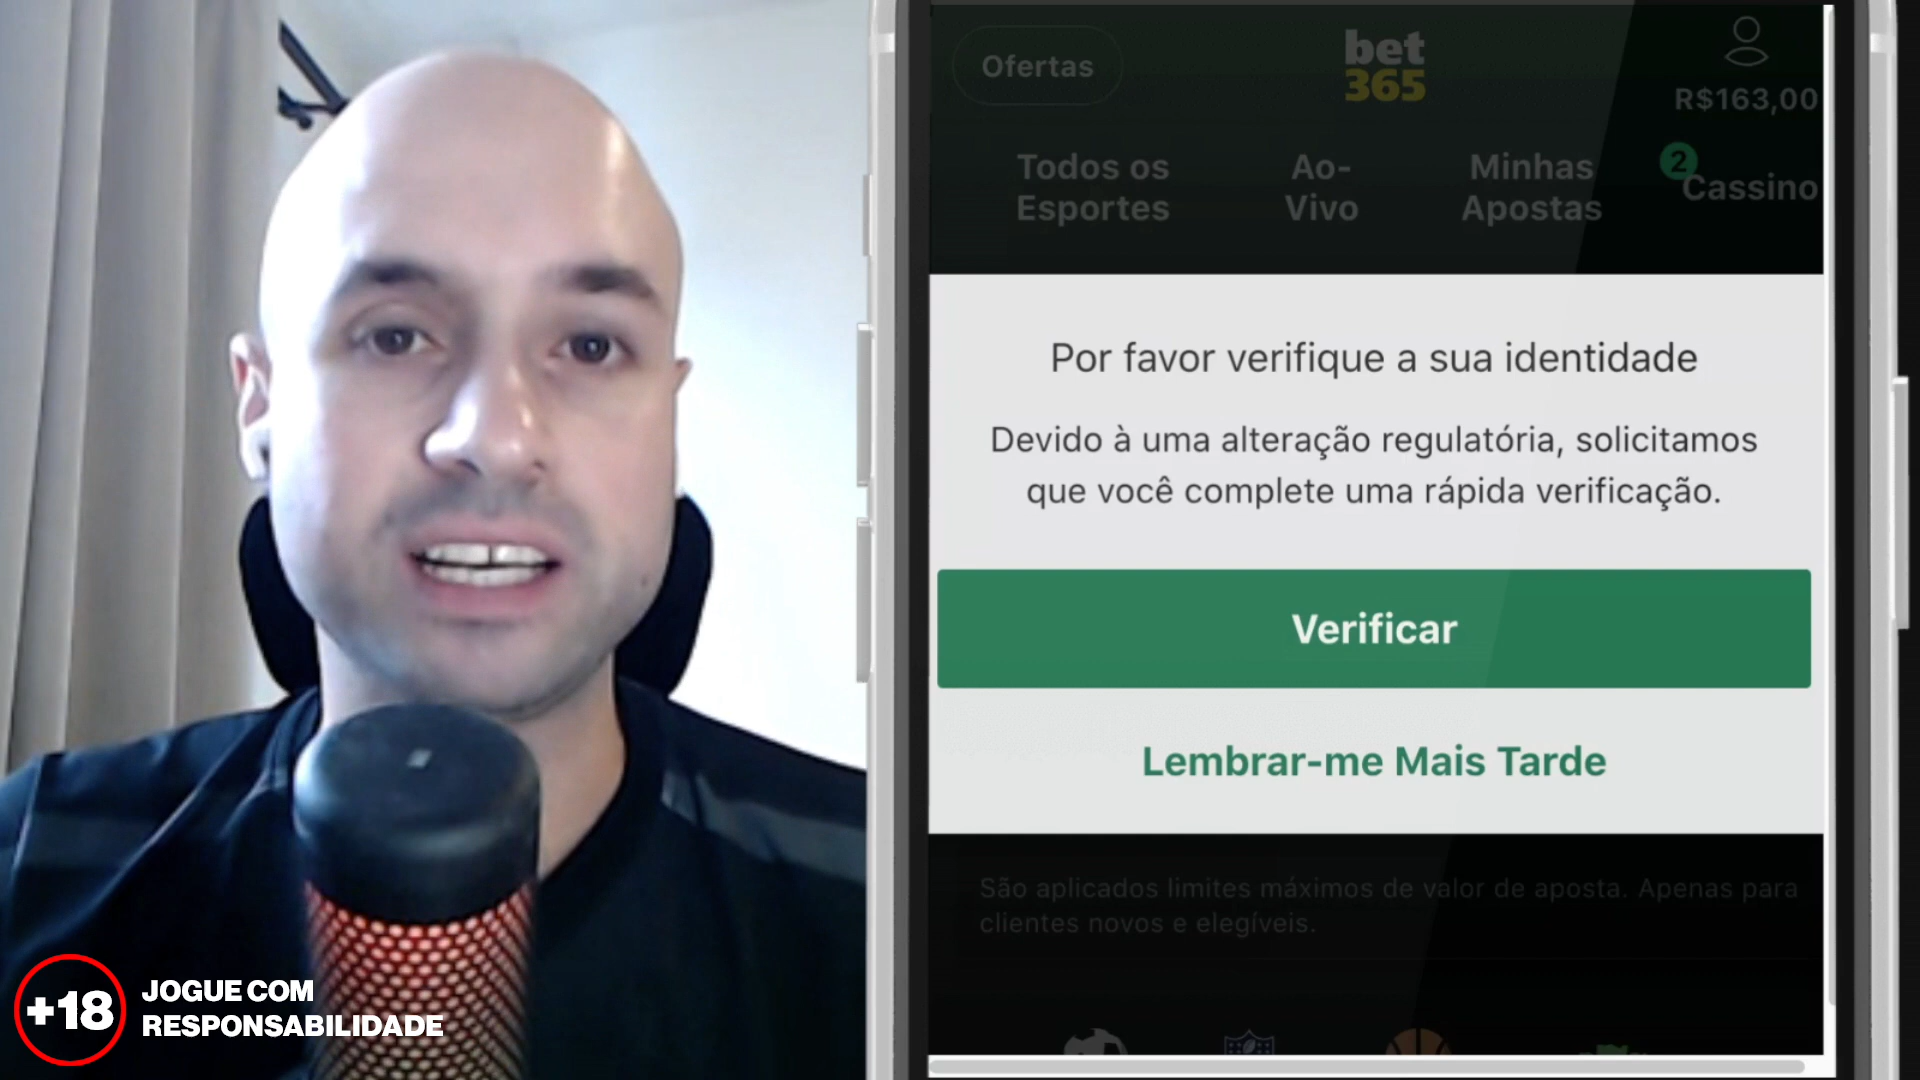 Ofertas
bet
365
R$163,00
Todos os
Esportes
Ao-
Vivo
Minhas
Apostas
2
Cassino
Por favor verifique a sua identidade
Devido à uma alteração regulatória, solicitamos
que você complete uma rápida verificação.
Verificar
Lembrar-me Mais Tarde
São aplicados limites máximos de valor de aposta. Apenas para
clientes novos e elegíveis.
+18
JOGUE COM
RESPONSABILIDADE